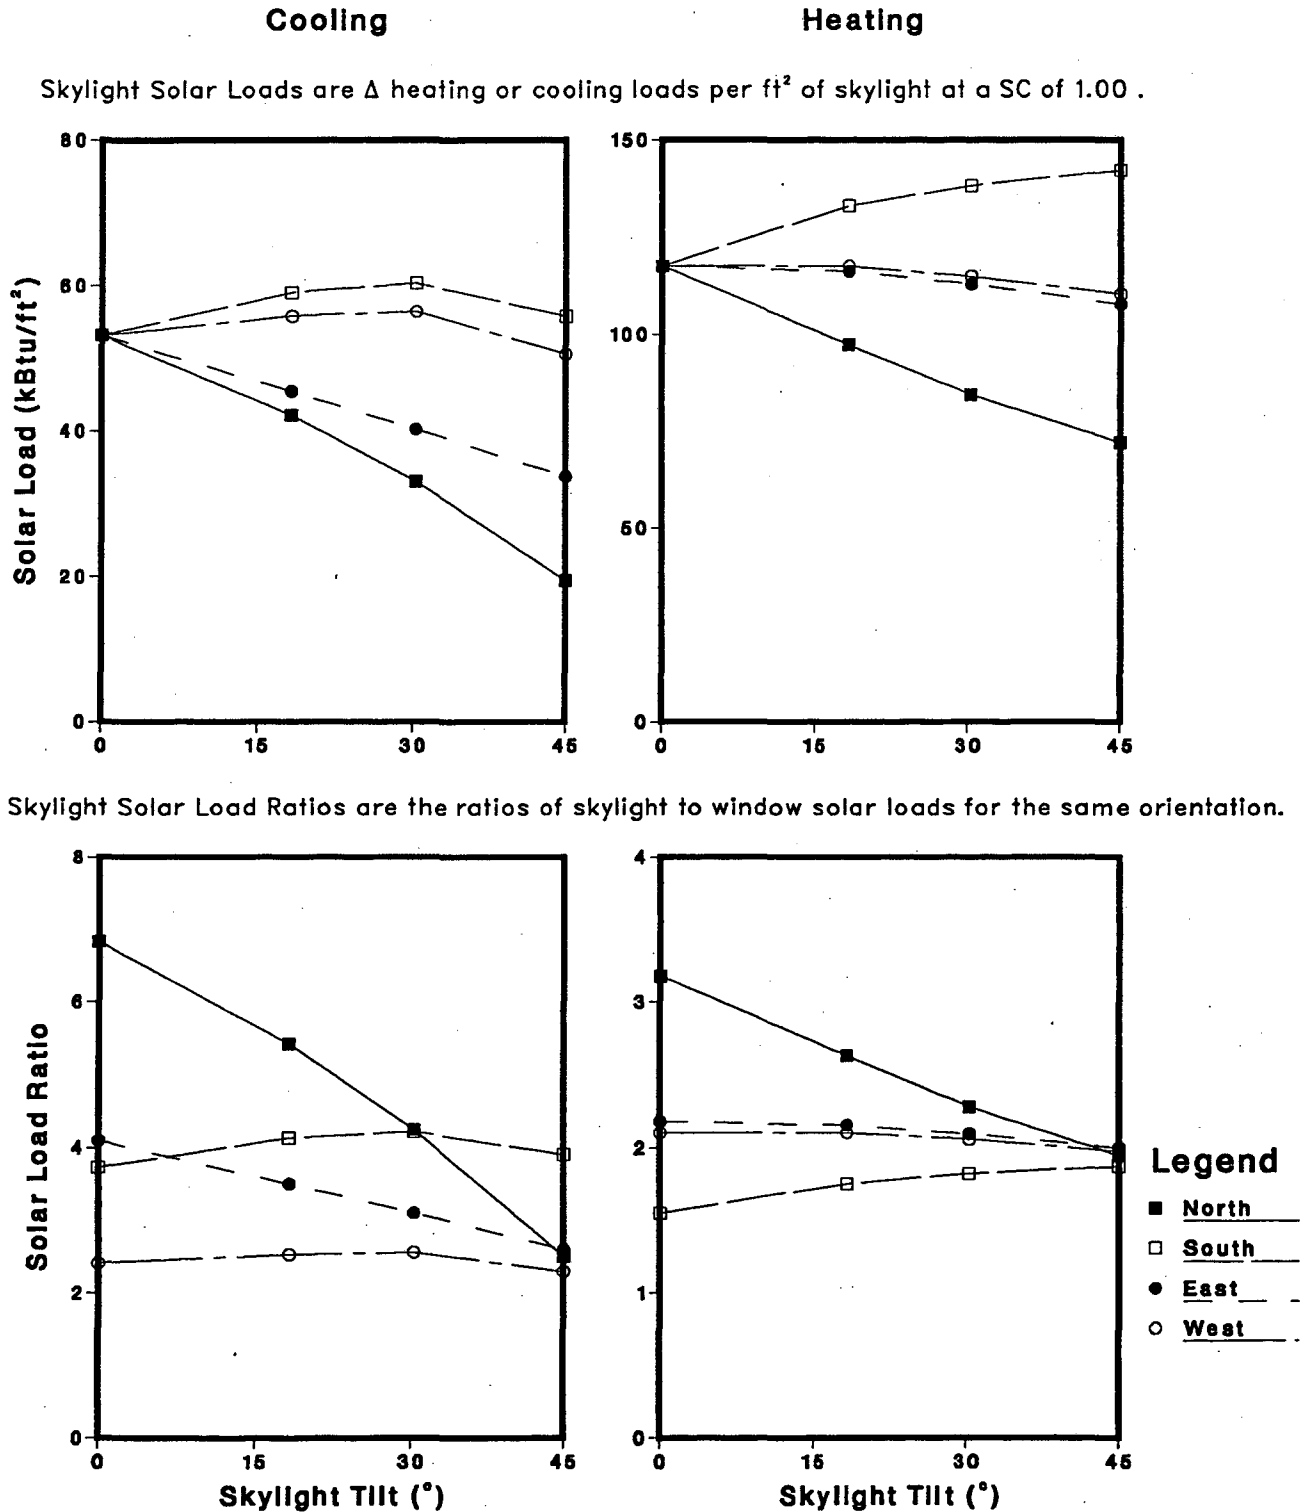 Cooling
Heating
Skylight Solar Loads are Δ heating or cooling loads per ft² of skylight at a SC of 1.00 .
80
60
40
20
0
0 15 30 45
Solar Load (kBtu/ft²)
150
100
50
0
0 15 30 45
Skylight Solar Load Ratios are the ratios of skylight to window solar loads for the same orientation.
8
6
4
2
0
0 15 30 45
Solar Load Ratio
Skylight Tilt (°)
4
3
2
1
0
0 15 30 45
Skylight Tilt (°)
Legend
North
South
East
West